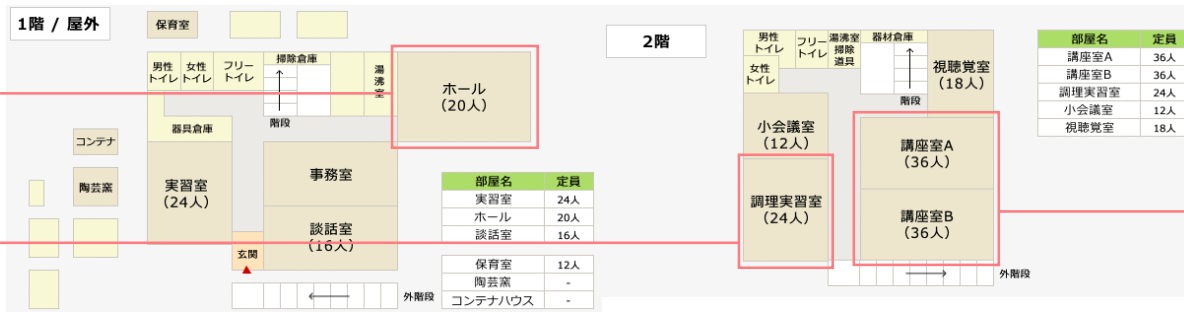 1階 / 屋外
保育室
男性
トイレ
女性
トイレ
フリー
トイレ
掃除倉庫
階段
湯
沸
室
ホール
(20人)
器具倉庫
コンテナ
陶芸窯
実習室
(24人)
事務室
談話室
(16人)
玄関
外階段
部屋名 定員
実習室 24人
ホール 20人
談話室 16人
保育室 12人
陶芸窯 -
コンテナハウス -
2階
男性
トイレ
フリー
トイレ
湯沸室
掃除
道具
器材倉庫
女性
トイレ
階段
視聴覚室
(18人)
小会議室
(12人)
講座室A
(36人)
調理実習室
(24人)
講座室B
(36人)
外階段
部屋名 定員
講座室A 36人
講座室B 36人
調理実習室 24人
小会議室 12人
視聴覚室 18人